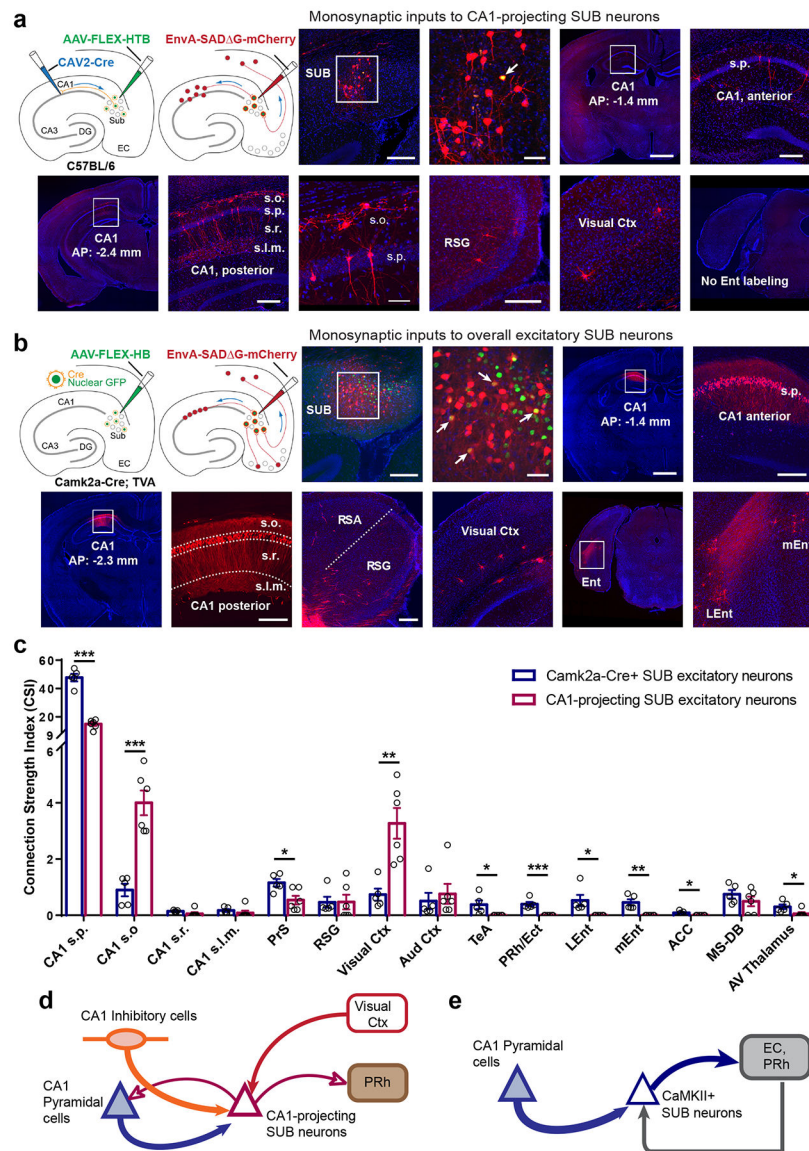 a
Monosynaptic inputs to CA1-projecting SUB neurons
AAV-FLEX-HTB
CAV2-Cre
CA1
CA3
DG
Sub
EC
C57BL/6
EnvA-SADΔG-mCherry
SUB
CA1
AP: -1.4 mm
s.p.
CA1, anterior
CA1
AP: -2.4 mm
s.o.
s.p.
s.r.
s.l.m.
CA1, posterior
s.o.
s.p.
RSG
Visual Ctx
No Ent labeling
b
Monosynaptic inputs to overall excitatory SUB neurons
AAV-FLEX-HB
Cre
Nuclear GFP
CA1
CA3
DG
Sub
EC
Camk2a-Cre; TVA
EnvA-SADΔG-mCherry
SUB
CA1
AP: -1.4 mm
s.p.
CA1 anterior
CA1
AP: -2.3 mm
s.o.
s.p.
s.r.
s.l.m.
CA1 posterior
RSA
RSG
Visual Ctx
Ent
mEnt
LEnt
c
Connection Strength Index (CSI)
60
40
20
9
6
4
2
0
Camk2a-Cre+ SUB excitatory neurons
CA1-projecting SUB excitatory neurons
***
***
*
**
*
***
*
**
*
*
CA1 s.p.
CA1 s.o
CA1 s.r.
CA1 s.l.m.
PrS
RSG
Visual Ctx
Aud Ctx
TeA
PRh/Ect
LEnt
mEnt
ACC
MS-DB
AV Thalamus
d
CA1 Inhibitory cells
Visual
Ctx
CA1
Pyramidal
cells
PRh
CA1-projecting
SUB neurons
e
CA1 Pyramidal
cells
EC,
PRh
CaMKII+
SUB neurons